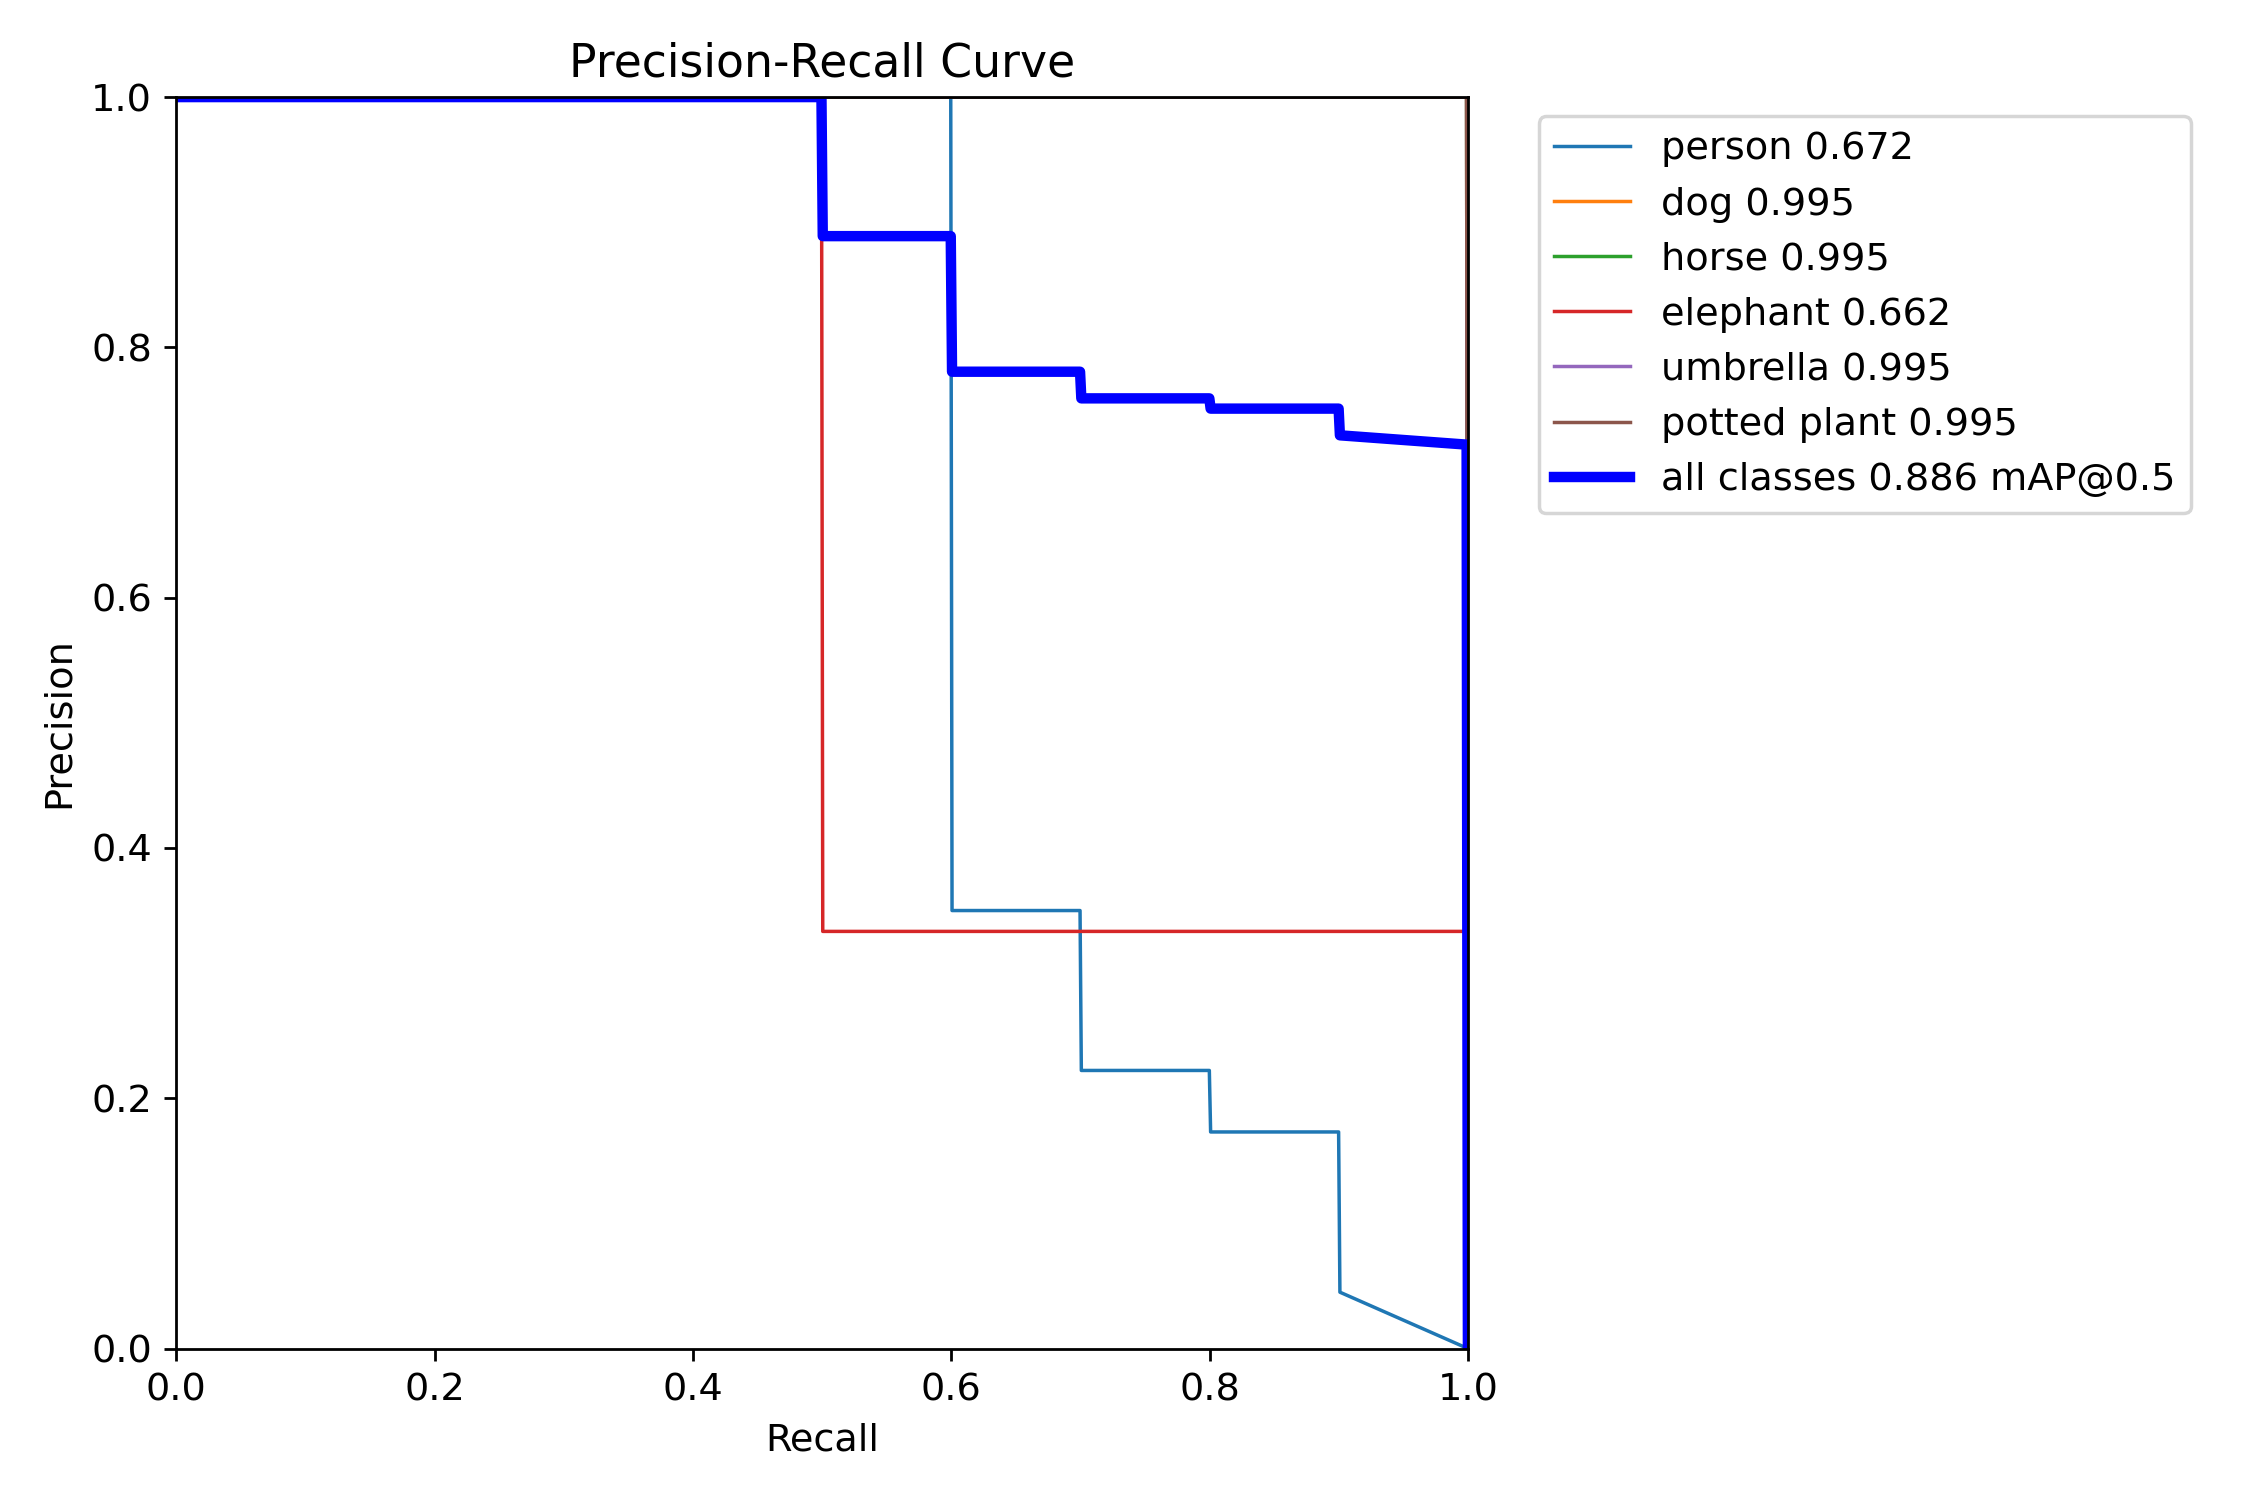 Precision-Recall Curve
1.0
0.8
0.6
0.4
0.2
0.0
Precision
0.0 0.2 0.4 0.6 0.8 1.0
Recall
person 0.672
dog 0.995
horse 0.995
elephant 0.662
umbrella 0.995
potted plant 0.995
all classes 0.886 mAP@0.5